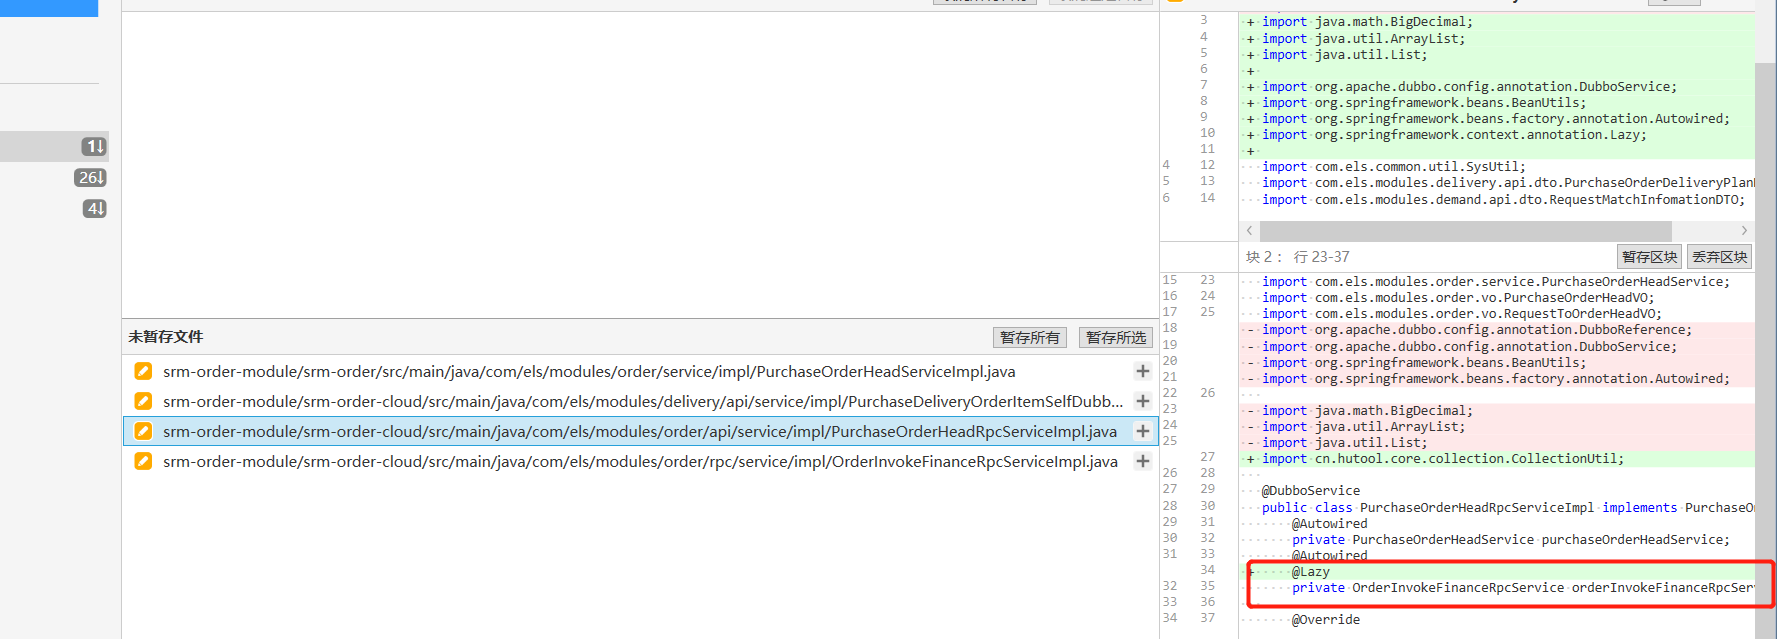 1↓
26↓
4↓
未暂存文件
暂存所有
暂存所选
srm-order-module/srm-order/src/main/java/com/els/modules/order/service/impl/PurchaseOrderHeadServiceImpl.java
srm-order-module/srm-order-cloud/src/main/java/com/els/modules/delivery/api/service/impl/PurchaseDeliveryOrderItemSelfDubb...
srm-order-module/srm-order-cloud/src/main/java/com/els/modules/order/api/service/impl/PurchaseOrderHeadRpcServiceImpl.java
srm-order-module/srm-order-cloud/src/main/java/com/els/modules/order/rpc/service/impl/OrderInvokeFinanceRpcServiceImpl.java
3 + import java.math.BigDecimal;
4 + import java.util.ArrayList;
5 + import java.util.List;
6 +
7 + import org.apache.dubbo.config.annotation.DubboService;
8 + import org.springframework.beans.BeanUtils;
9 + import org.springframework.beans.factory.annotation.Autowired;
10 + import org.springframework.context.annotation.Lazy;
11 +
4 12 import com.els.common.util.SysUtil;
5 13 import com.els.modules.delivery.api.dto.PurchaseOrderDeliveryPlan
6 14 import com.els.modules.demand.api.dto.RequestMatchInfomationDTO;
块 2： 行 23-37
暂存区块
丢弃区块
15 23 import com.els.modules.order.service.PurchaseOrderHeadService;
16 24 import com.els.modules.order.vo.PurchaseOrderHeadVO;
17 25 import com.els.modules.order.vo.RequestToOrderHeadVO;
18 - import org.apache.dubbo.config.annotation.DubboReference;
19 - import org.apache.dubbo.config.annotation.DubboService;
20 - import org.springframework.beans.BeanUtils;
21 - import org.springframework.beans.factory.annotation.Autowired;
22 26
23 - import java.math.BigDecimal;
24 - import java.util.ArrayList;
25 - import java.util.List;
27 + import cn.hutool.core.collection.CollectionUtil;
26 28
27 29 @DubboService
28 30 public class PurchaseOrderHeadRpcServiceImpl implements PurchaseO
29 31 @Autowired
30 32 private PurchaseOrderHeadService purchaseOrderHeadService;
31 33 @Autowired
34 + @Lazy
32 35 private OrderInvokeFinanceRpcService orderInvokeFinanceRpcSer
33 36
34 37 @Override